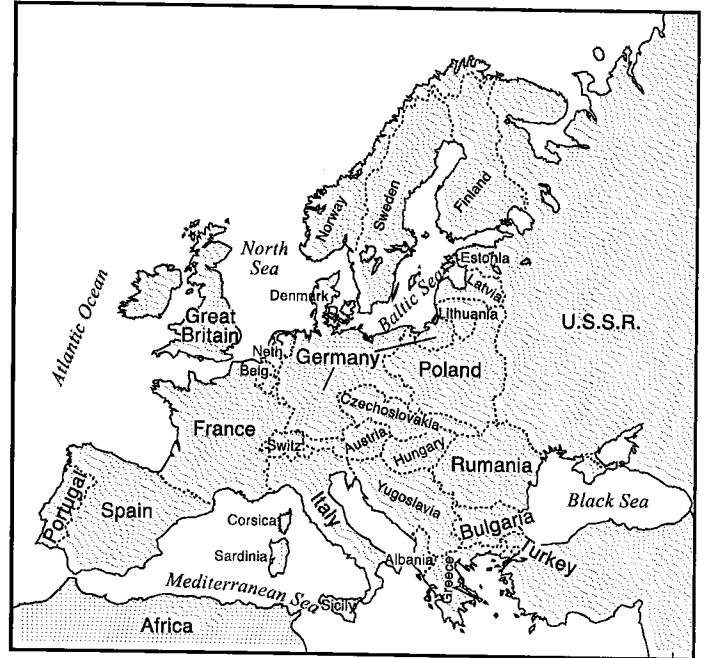 Norway
Sweden
Finland
North
Sea
Estonia
Latvia
Baltic Sea
Denmark
Lithuania
Atlantic Ocean
Great
Britain
U.S.S.R.
Neth.
Germany
Belg.
Poland
Czechoslovakia
France
Switz.
Austria
Hungary
Rumania
Yugoslavia
Black Sea
Portugal
Spain
Italy
Corsica
Bulgaria
Sardinia
Albania
Greece
Turkey
Mediterranean Sea
Sicily
Africa